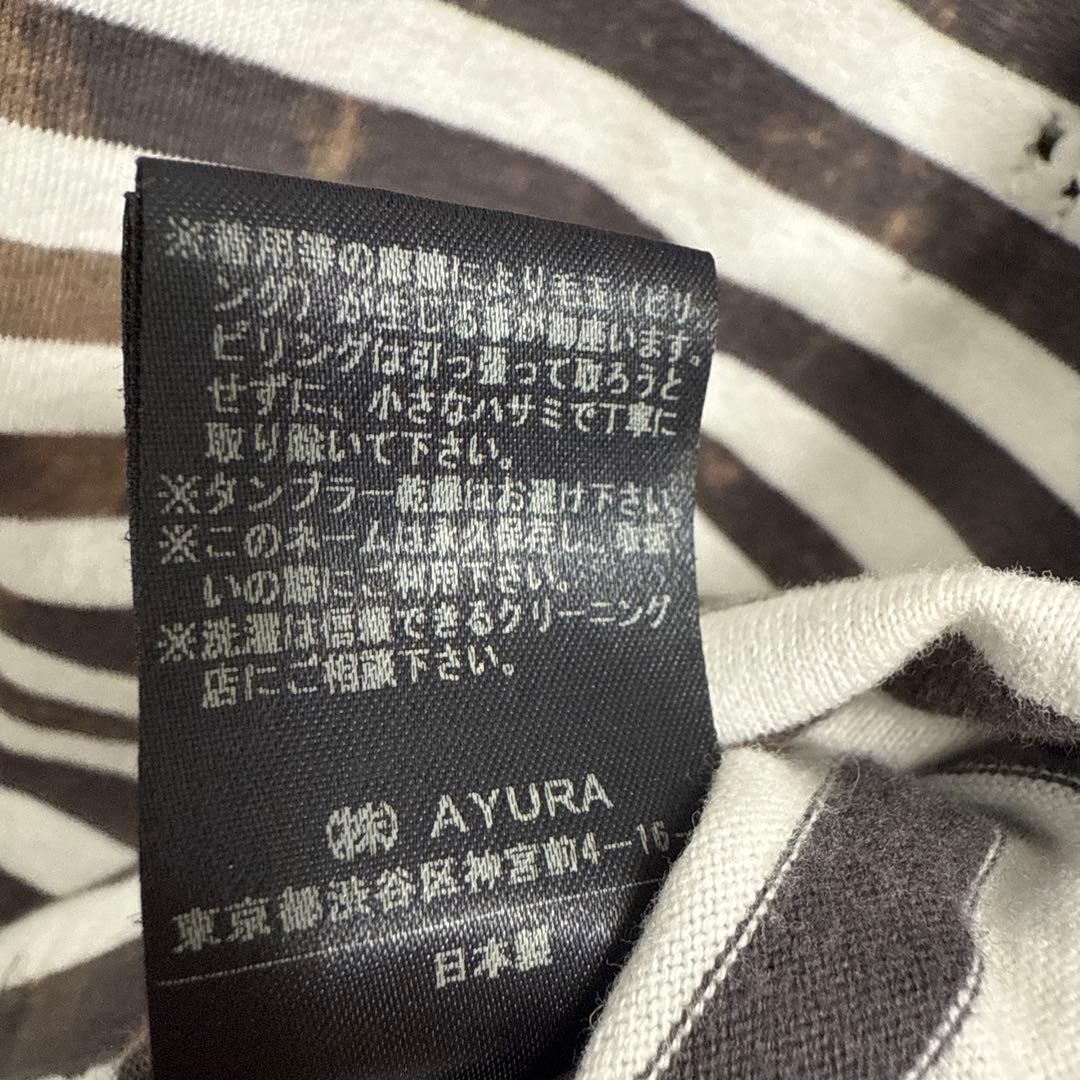 ※着用等の摩擦により毛玉(ピリン
ング)が生じる事が御座います。
ピリングは引っ張って取ろうと
せずに、小さなハサミで丁寧に
取り除いて下さい。
※タンブラー乾燥はお避け下さい
※このネームは永久保存し、取扱
いの際にご利用下さい。
※洗濯は信頼できるクリーニング
店にご相談下さい。
㈱ AYURA
東京都渋谷区神宮前4-16-
日本製